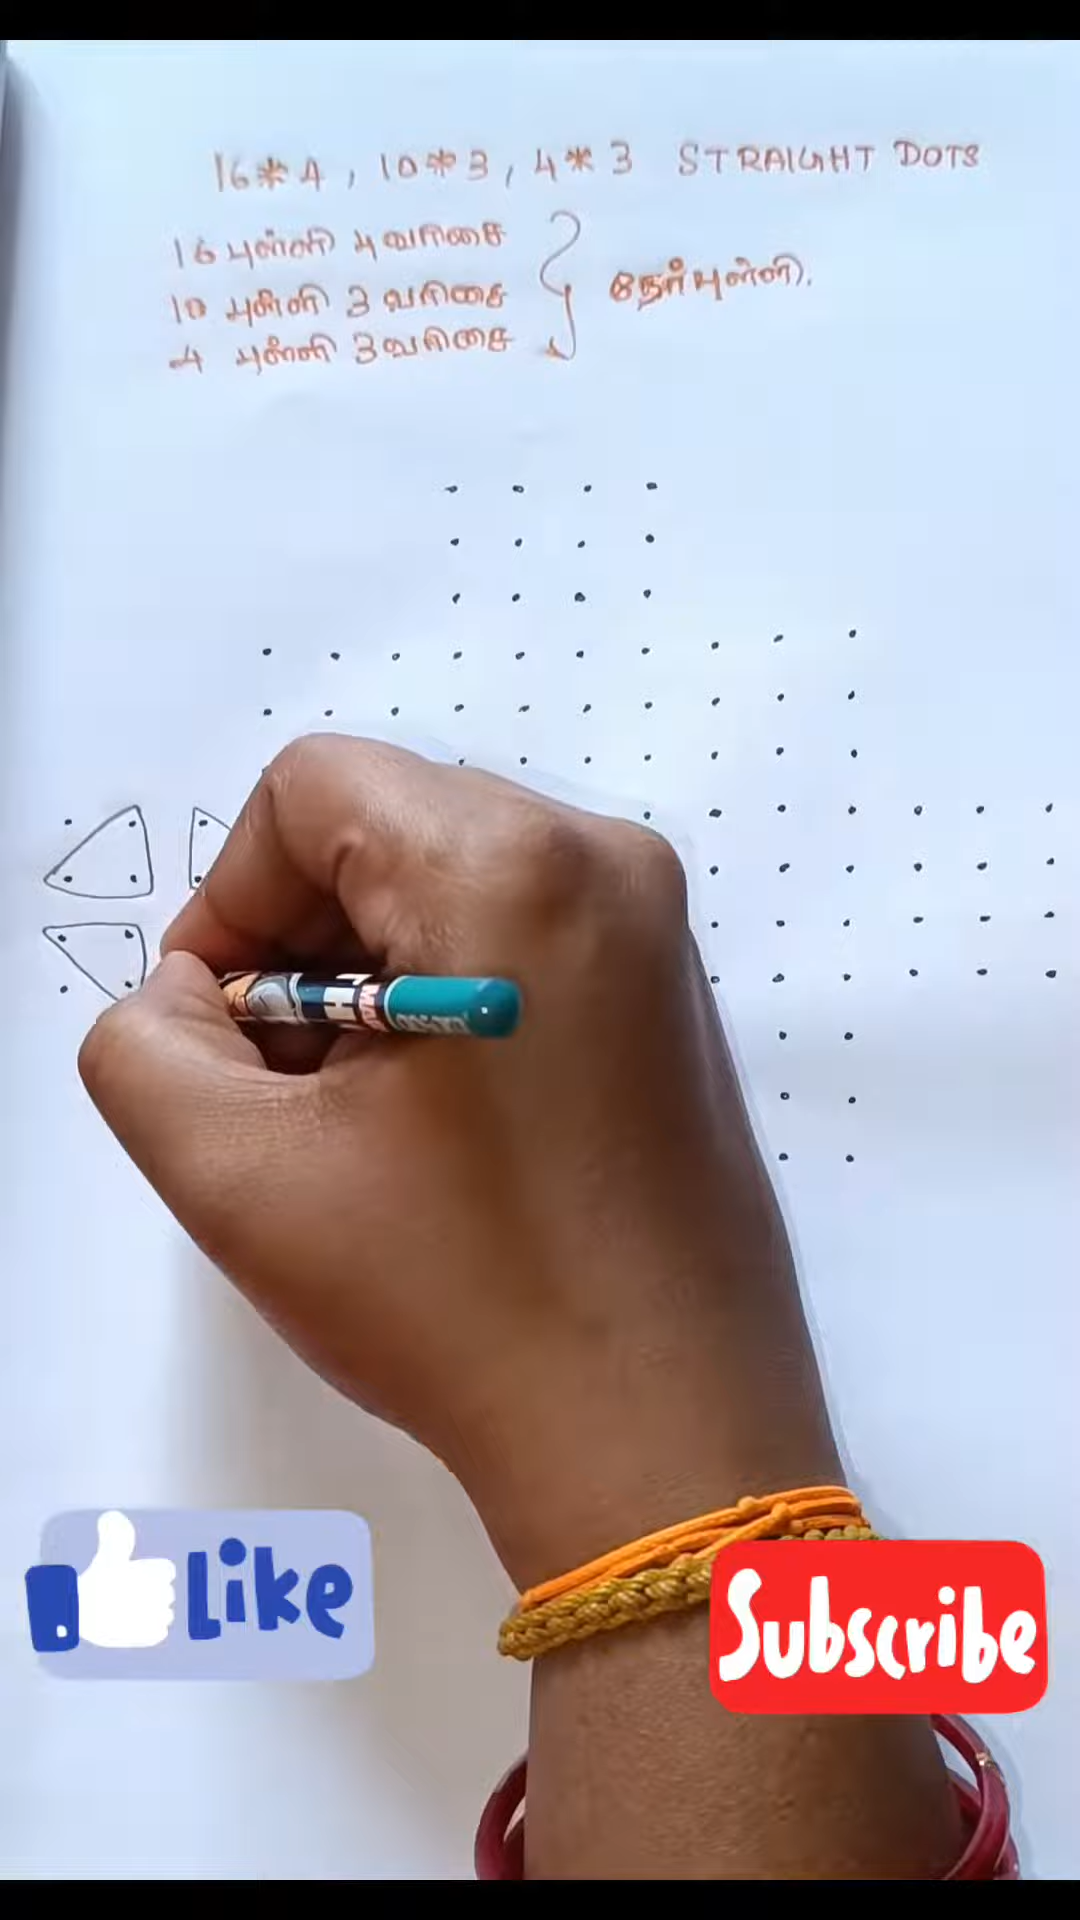 16*4, 10*3, 4*3 STRAIGHT DOTS
16 புள்ளி 4 வரிசை
10 புள்ளி 3 வரிசை
4 புள்ளி 3 வரிசை
நேர்புள்ளி.
Like
Subscribe